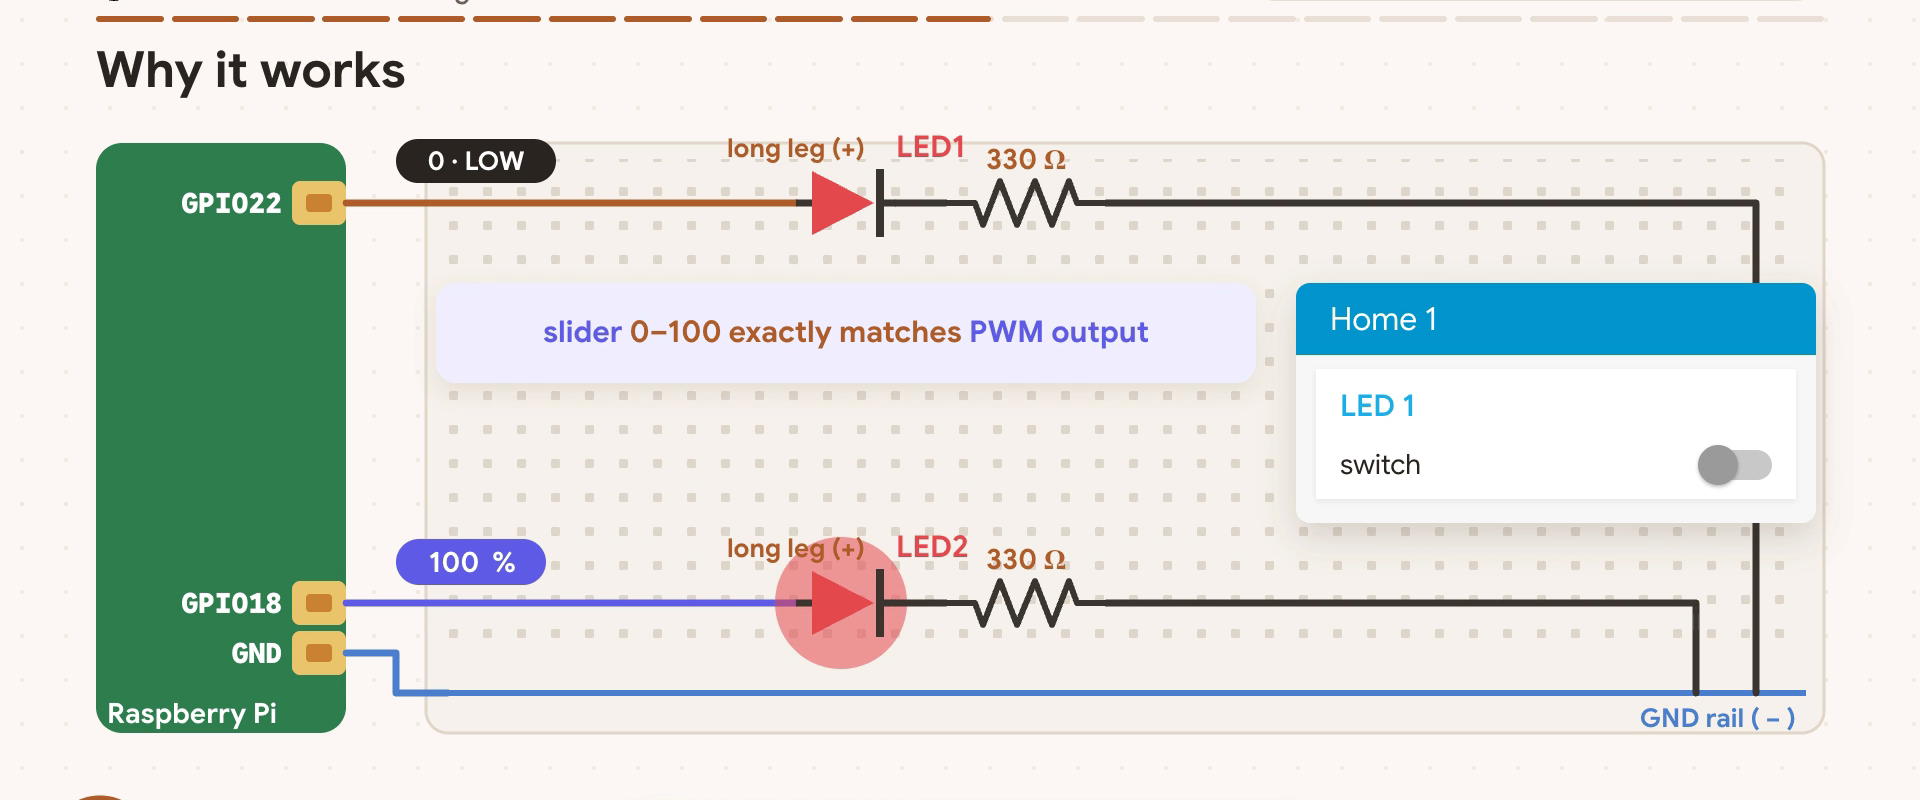 Why it works
0 · LOW
long leg (+)
LED1
330 Ω
GPIO22
slider 0–100 exactly matches PWM output
Home 1
LED 1
switch
100 %
long leg (+)
LED2
330 Ω
GPIO18
GND
Raspberry Pi
GND rail ( – )